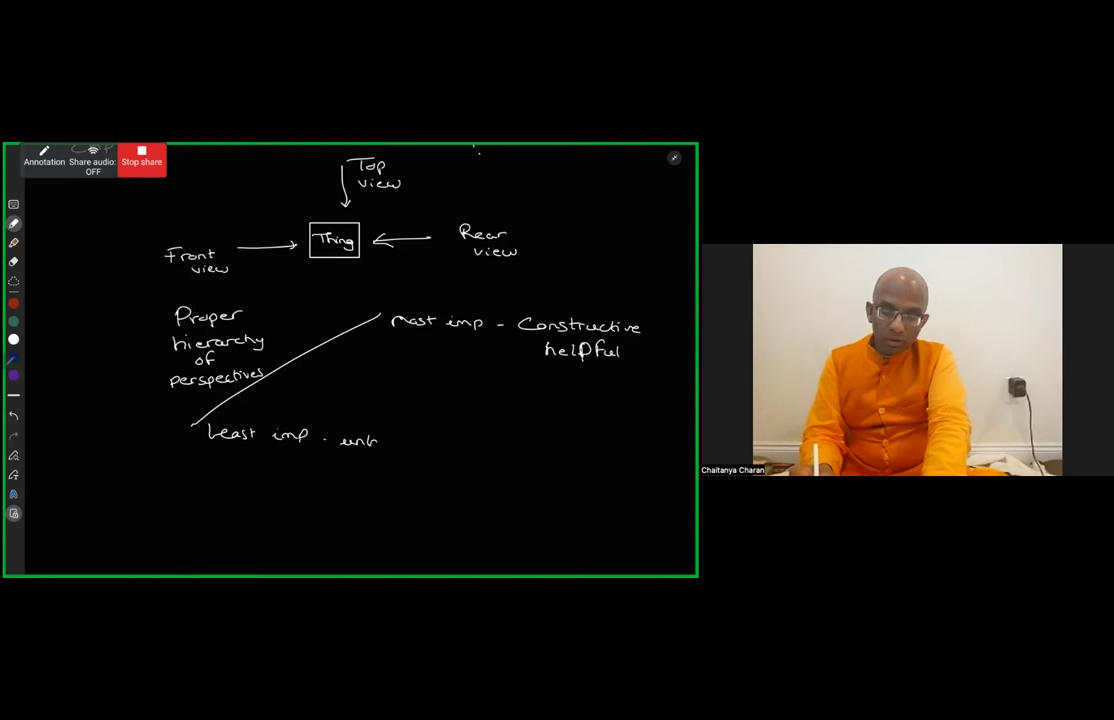 Annotation
Share audio:
OFF
Stop share
Top
view
Thing
Front
view
Rear
view
Proper
hierarchy
of
perspectives
most imp - Constructive
helpful
Least imp -
Chaitanya Charan